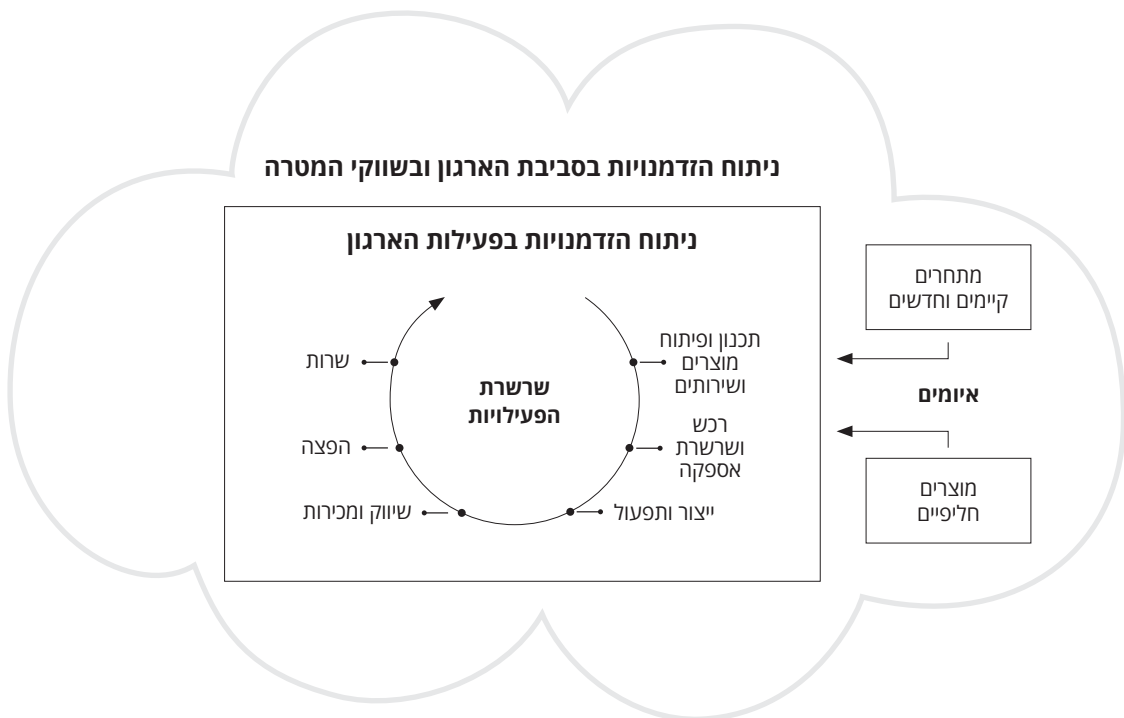 ניתוח הזדמנויות בסביבת הארגון ובשווקי המטרה
ניתוח הזדמנויות בפעילות הארגון
תכנון ופיתוח
מוצרים
ושירותים
רכש
ושרשרת
אספקה
ייצור ותפעול
שיווק ומכירות
הפצה
שרות
שרשרת
הפעילויות
מתחרים
קיימים וחדשים
איומים
מוצרים
חליפיים